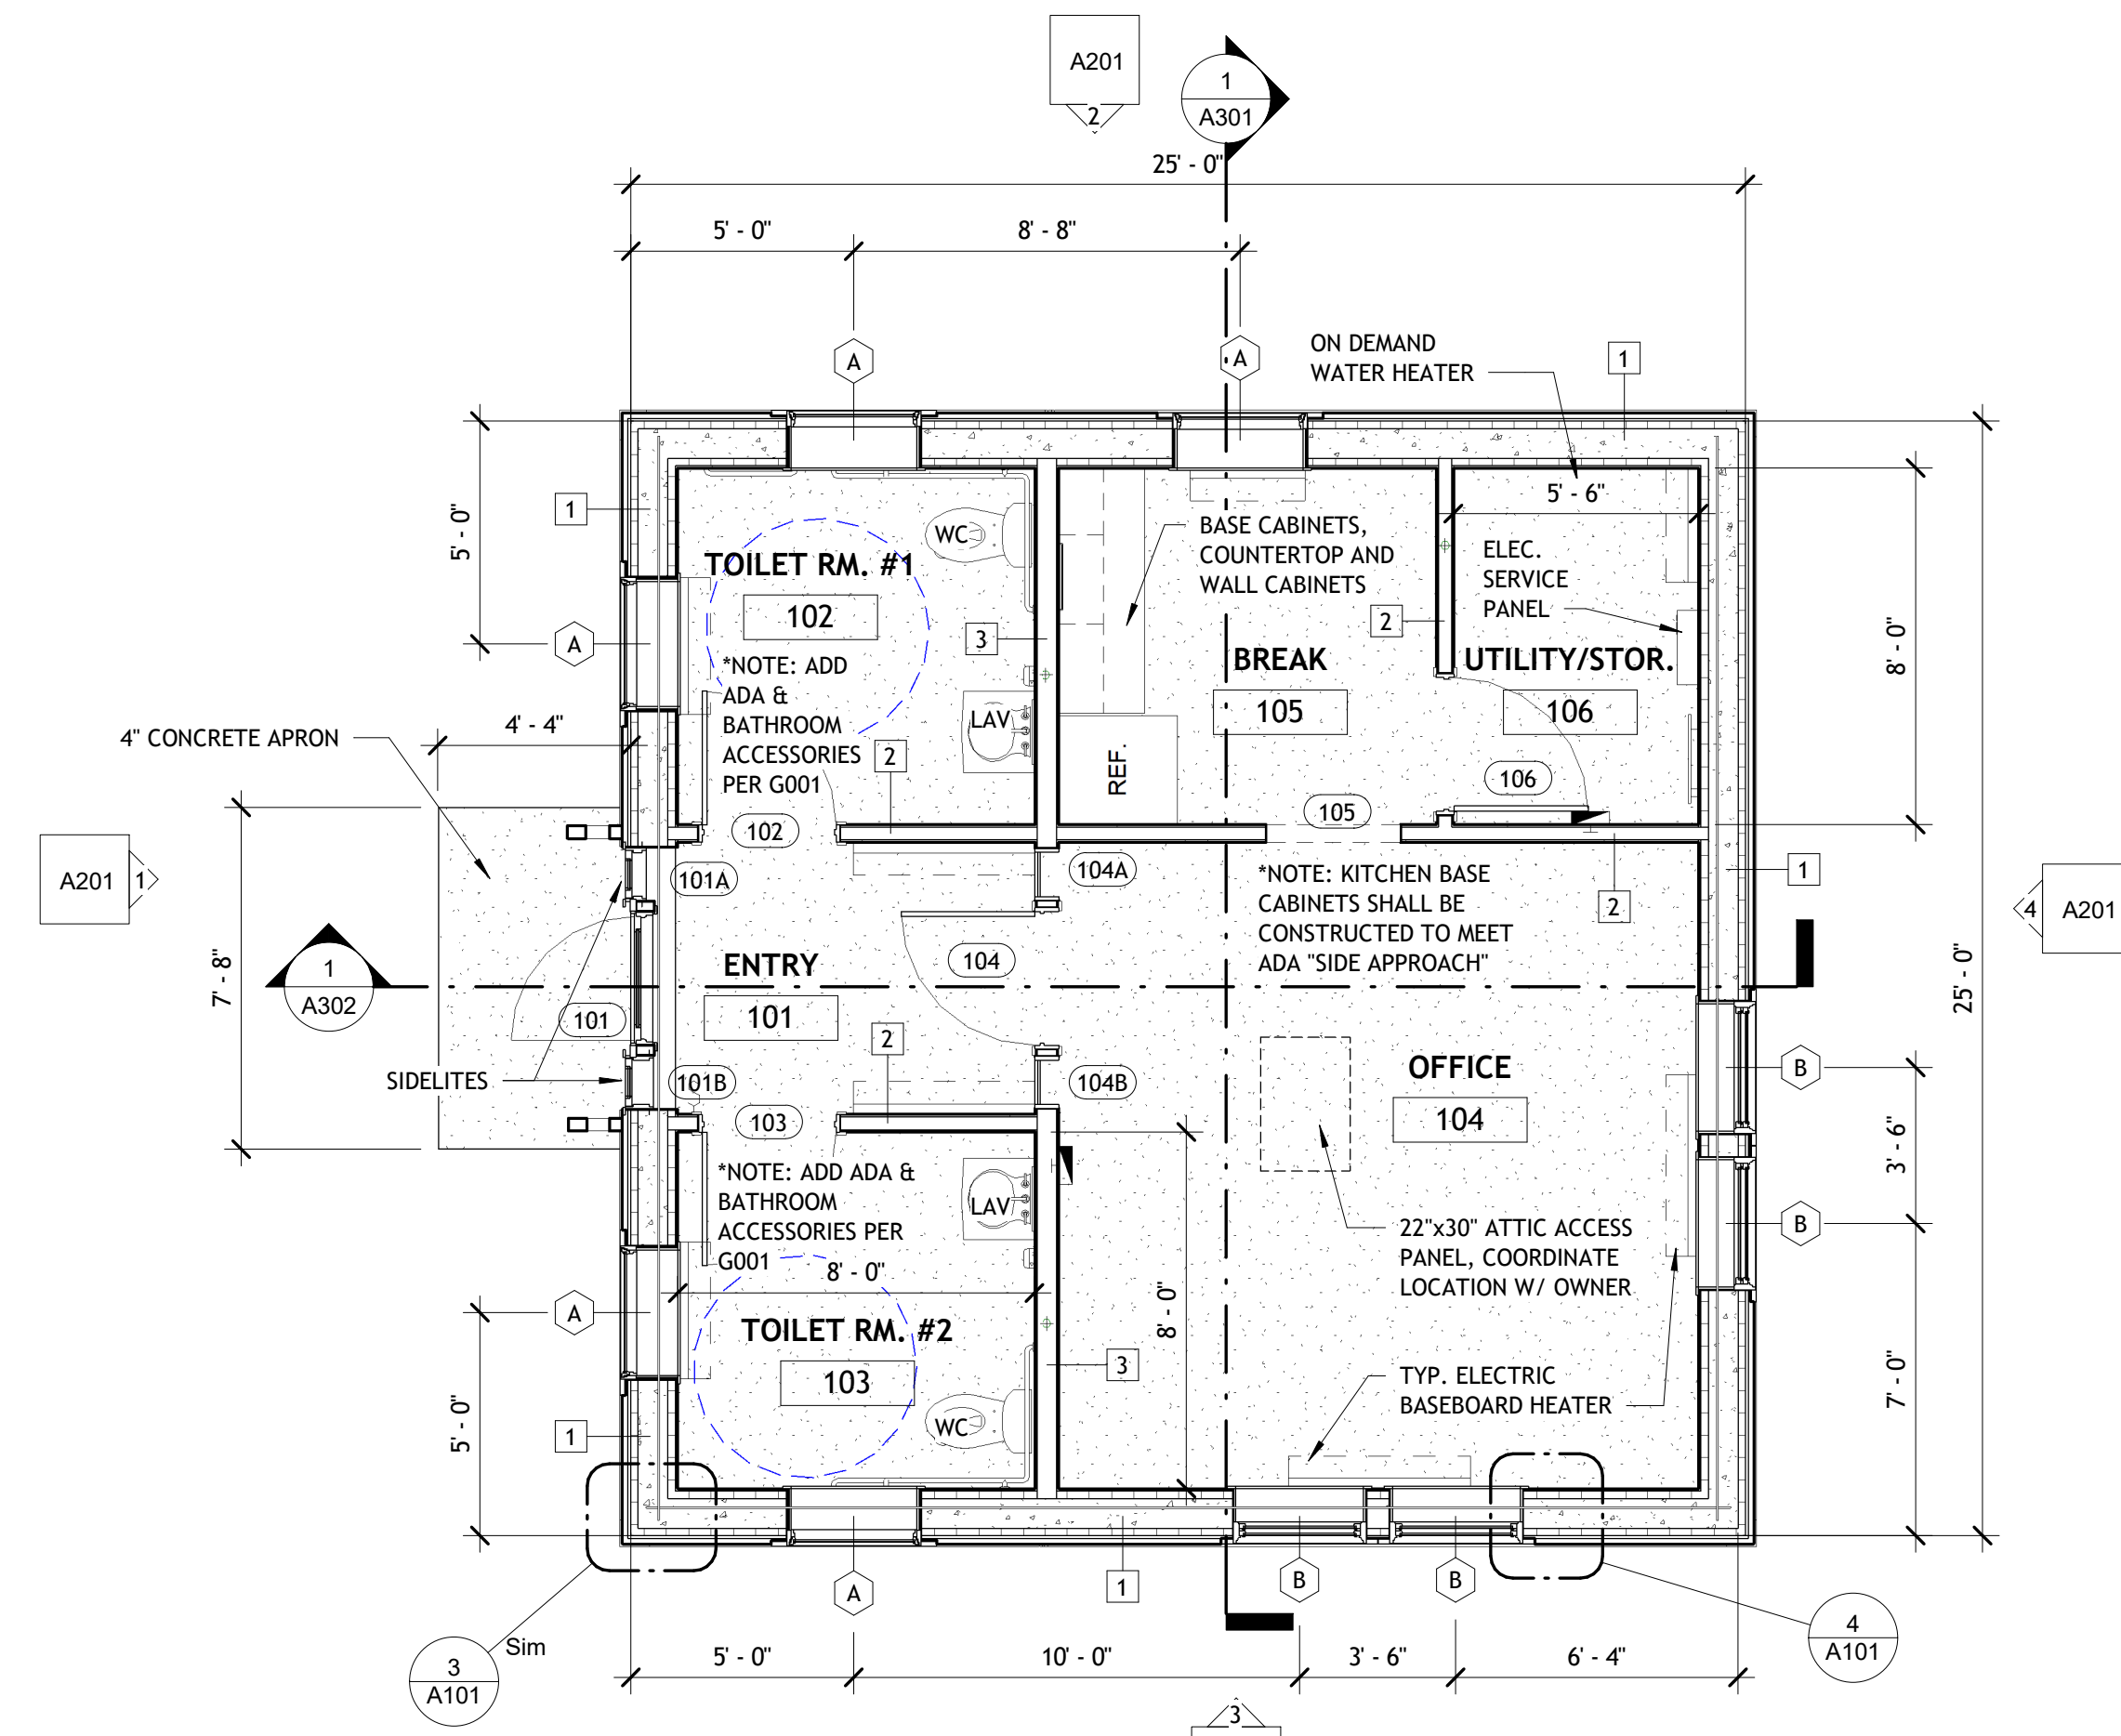 A201
2
1
A301
25' - 0"
5' - 0"
8' - 8"
A
A
ON DEMAND
WATER HEATER
1
1
5' - 0"
A
WC
TOILET RM. #1
102
*NOTE: ADD
ADA &
BATHROOM
ACCESSORIES
PER G001
LAV
3
2
BASE CABINETS,
COUNTERTOP AND
WALL CABINETS
REF.
BREAK
105
2
5' - 6"
ELEC.
SERVICE
PANEL
UTILITY/STOR.
106
106
105
8' - 0"
4" CONCRETE APRON
4' - 4"
A201
1
7' - 8"
1
A302
102
101A
104A
*NOTE: KITCHEN BASE
CABINETS SHALL BE
CONSTRUCTED TO MEET
ADA "SIDE APPROACH"
2
1
4
A201
25' - 0"
ENTRY
101
104
101
SIDELITES
101B
2
104B
103
OFFICE
104
B
3' - 6"
B
*NOTE: ADD ADA &
BATHROOM
ACCESSORIES PER
G001
8' - 0"
LAV
22"x30" ATTIC ACCESS
PANEL, COORDINATE
LOCATION W/ OWNER
8' - 0"
A
TOILET RM. #2
103
WC
3
TYP. ELECTRIC
BASEBOARD HEATER
7' - 0"
5' - 0"
1
A
1
B
B
3
A101
Sim
4
A101
5' - 0"
10' - 0"
3' - 6"
6' - 4"
3